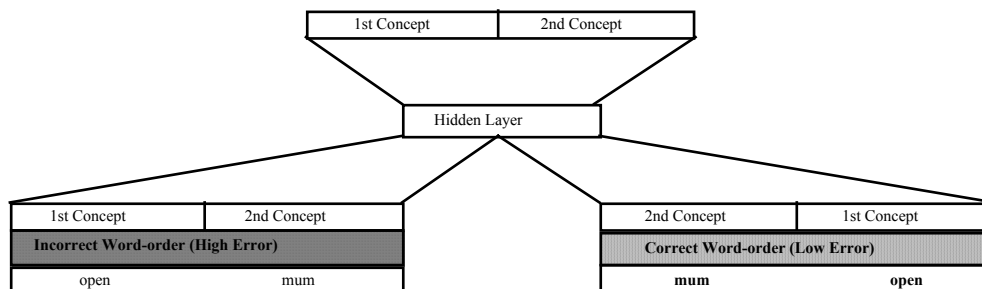 1st Concept 2nd Concept
Hidden Layer
1st Concept 2nd Concept 2nd Concept 1st Concept
Incorrect Word-order (High Error) Correct Word-order (Low Error)
open mum mum open